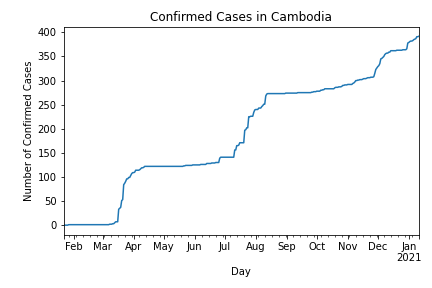 Confirmed Cases in Cambodia
Number of Confirmed Cases
400
350
300
250
200
150
100
50
0
Feb Mar Apr May Jun Jul Aug Sep Oct Nov Dec Jan
2021
Day